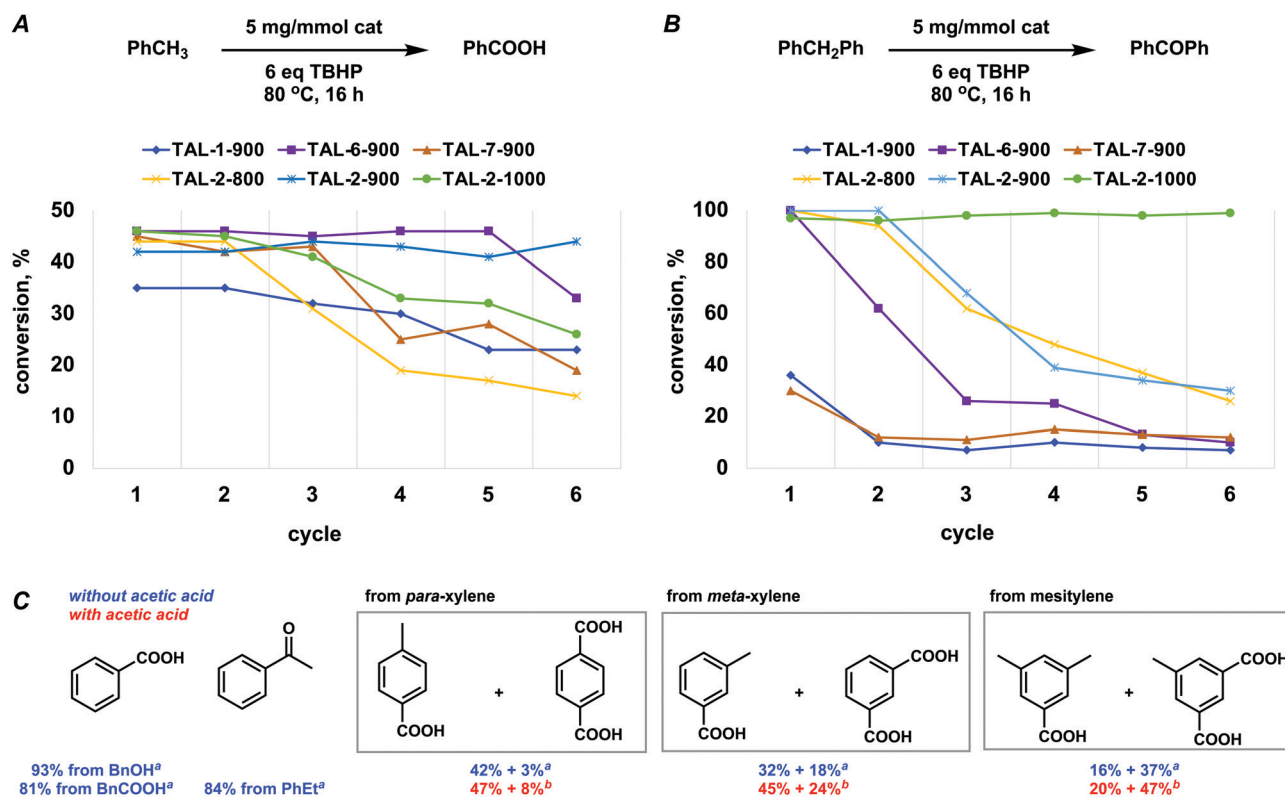 A
PhCH3
5 mg/mmol cat
PhCOOH
6 eq TBHP
80 °C, 16 h
TAL-1-900 TAL-6-900 TAL-7-900
TAL-2-800 TAL-2-900 TAL-2-1000
conversion, %
50
40
30
20
10
0
1 2 3 4 5 6
cycle
B
PhCH2Ph
5 mg/mmol cat
PhCOPh
6 eq TBHP
80 °C, 16 h
TAL-1-900 TAL-6-900 TAL-7-900
TAL-2-800 TAL-2-900 TAL-2-1000
conversion, %
100
80
60
40
20
0
1 2 3 4 5 6
cycle
C
without acetic acid
with acetic acid
COOH
O
93% from BnOHa
81% from BnCOOHa
84% from PhEta
from para-xylene
COOH
+
COOH
COOH
42% + 3%a
47% + 8%b
from meta-xylene
COOH
+
COOH
COOH
32% + 18%a
45% + 24%b
from mesitylene
COOH
+
COOH
COOH
16% + 37%a
20% + 47%b